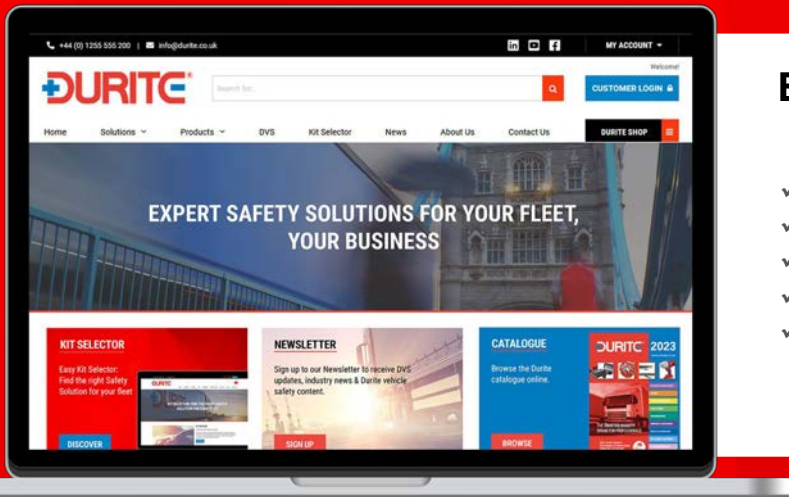 +44 (0) 1255 555 200 | info@durite.co.uk
MY ACCOUNT
Welcome!
DURITE
Search for..
CUSTOMER LOGIN
Home Solutions Products DVS Kit Selector News About Us Contact Us
DURITE SHOP
EXPERT SAFETY SOLUTIONS FOR YOUR FLEET,
YOUR BUSINESS
KIT SELECTOR
Easy Kit Selector:
Find the right Safety
Solution for your fleet
DISCOVER
NEWSLETTER
Sign up to our Newsletter to receive DVS
updates, industry news & Durite vehicle
safety content.
SIGN UP
CATALOGUE
Browse the Durite
catalogue online.
BROWSE
DURITE 2023